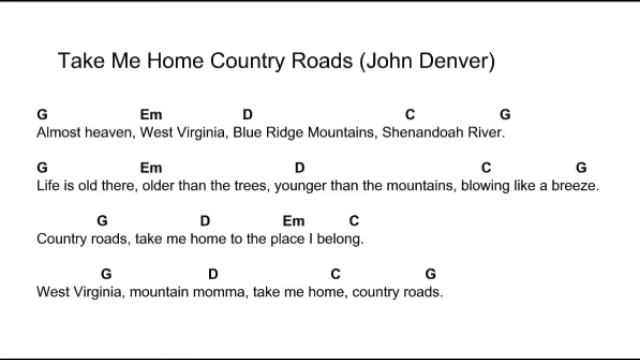 Take Me Home Country Roads (John Denver)
G Em D C G
Almost heaven, West Virginia, Blue Ridge Mountains, Shenandoah River.
G Em D C G
Life is old there, older than the trees, younger than the mountains, blowing like a breeze.
G D Em C
Country roads, take me home to the place I belong.
G D C G
West Virginia, mountain momma, take me home, country roads.